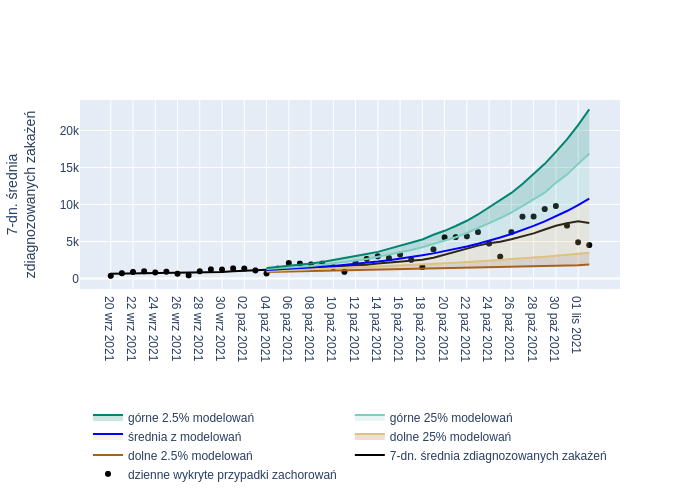 7-dn. średnia
zdiagnozowanych zakażeń
20k
15k
10k
5k
0
20 wrz 2021
22 wrz 2021
24 wrz 2021
26 wrz 2021
28 wrz 2021
30 wrz 2021
02 paź 2021
04 paź 2021
06 paź 2021
08 paź 2021
10 paź 2021
12 paź 2021
14 paź 2021
16 paź 2021
18 paź 2021
20 paź 2021
22 paź 2021
24 paź 2021
26 paź 2021
28 paź 2021
30 paź 2021
01 lis 2021
górne 2.5% modelowań
górne 25% modelowań
średnia z modelowań
dolne 25% modelowań
dolne 2.5% modelowań
7-dn. średnia zdiagnozowanych zakażeń
dzienne wykryte przypadki zachorowań